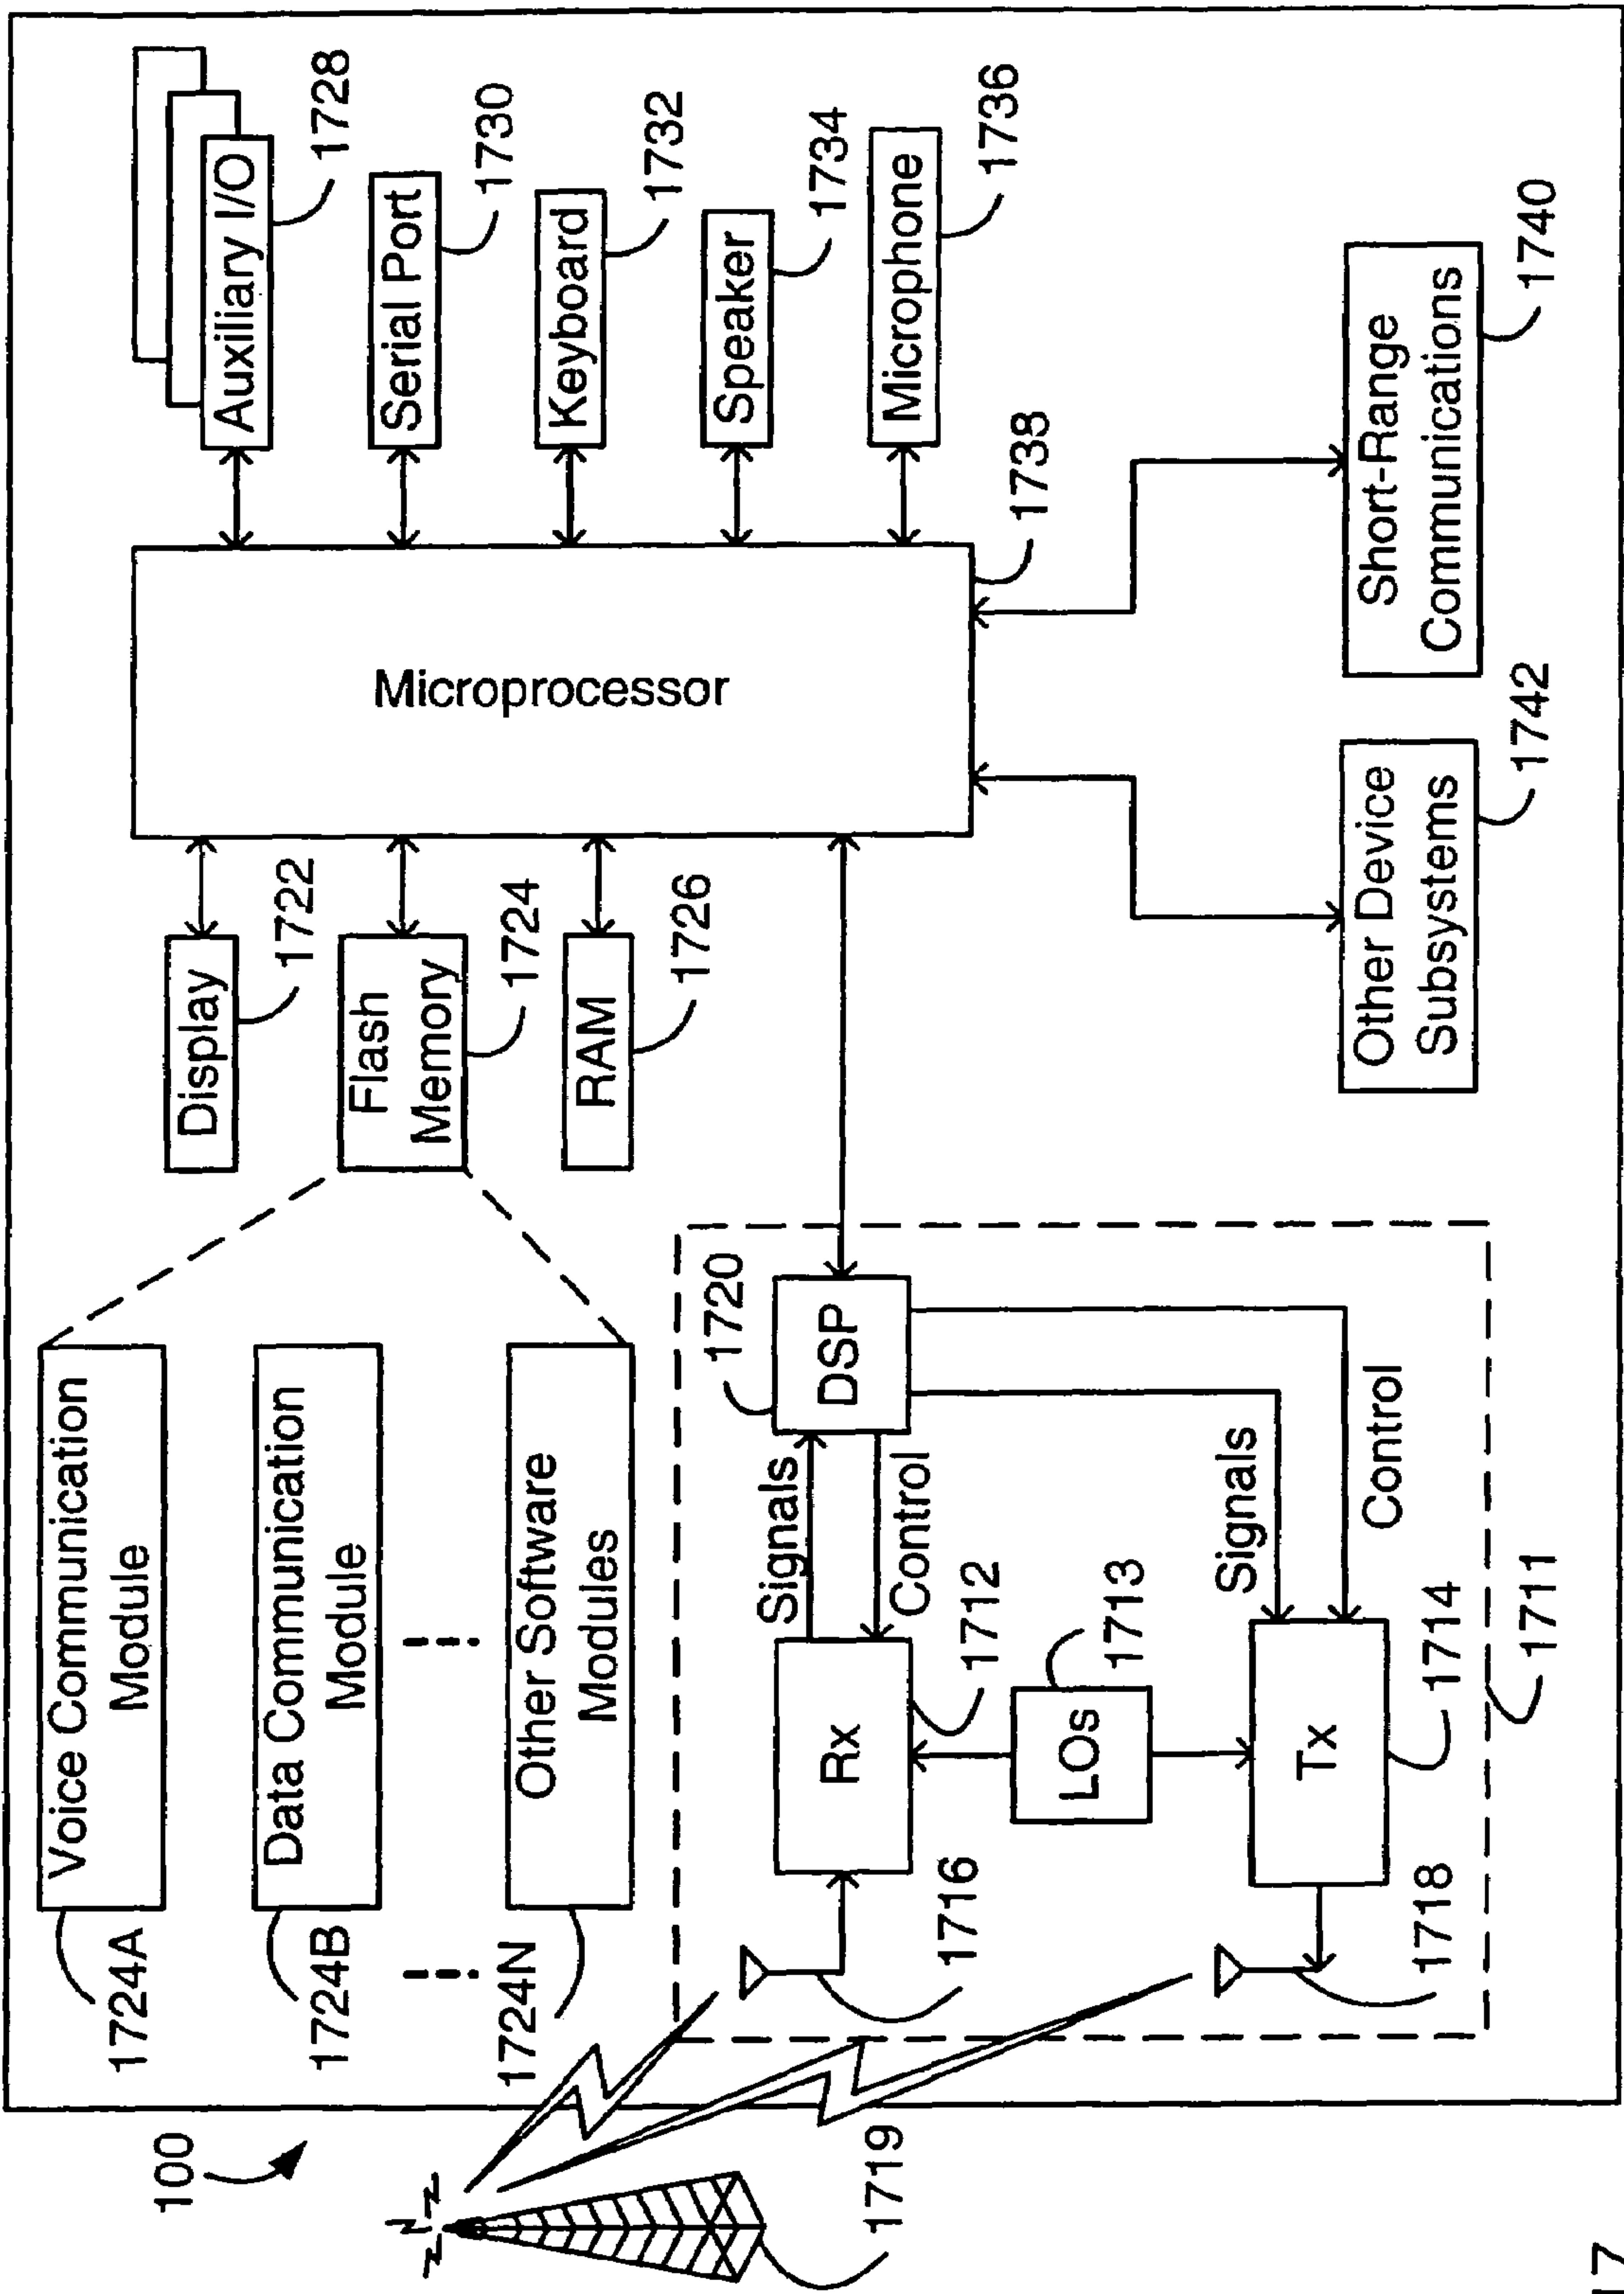 100
1724A
Voice Communication
Module
1724B
Data Communication
Module
1724N
Other Software
Modules
Display
1722
Flash
Memory
1724
RAM
1726
Microprocessor
1738
Auxiliary I/O
1728
Serial Port
1730
Keyboard
1732
Speaker
1734
Microphone
1736
1720
DSP
Signals
Control
Rx
1712
1716
LOs
1713
Signals
Control
Tx
1714
1718
1711
1719
Other Device
Subsystems
1742
Short-Range
Communications
1740